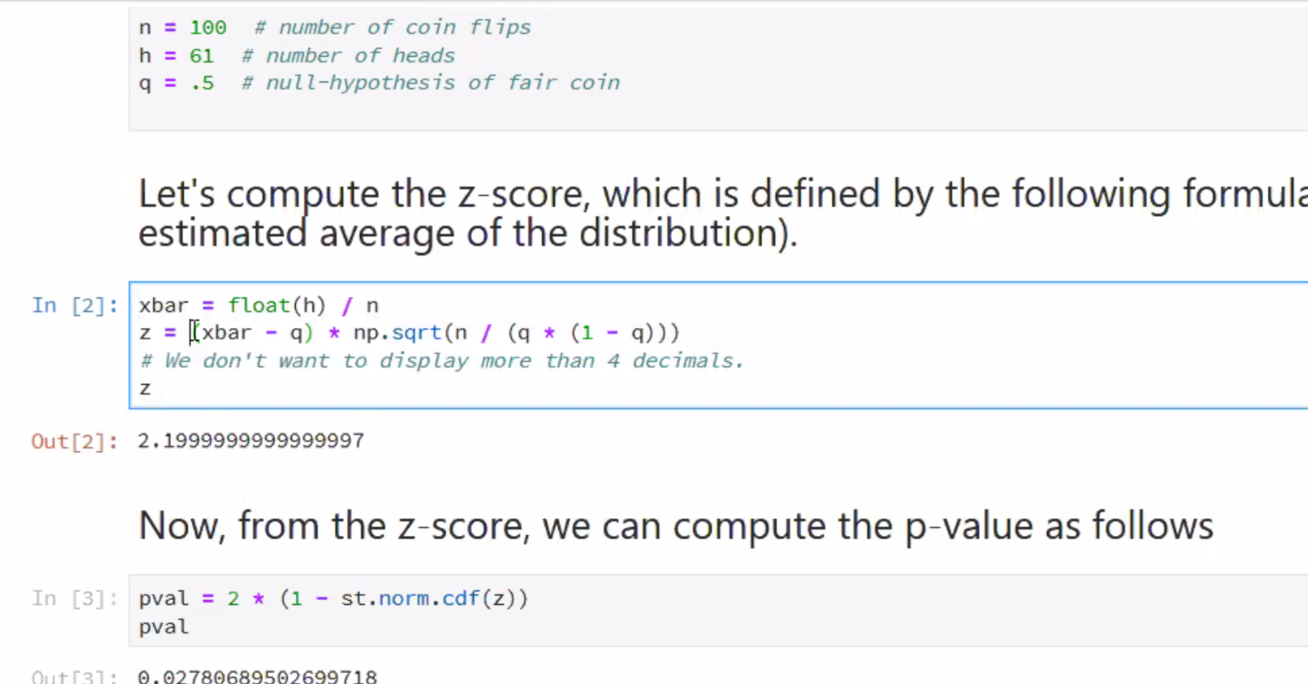 n = 100  # number of coin flips
h = 61  # number of heads
q = .5  # null-hypothesis of fair coin
Let's compute the z-score, which is defined by the following formula
estimated average of the distribution).
In [2]: xbar = float(h) / n
z = (xbar - q) * np.sqrt(n / (q * (1 - q)))
# We don't want to display more than 4 decimals.
z
Out[2]: 2.1999999999999997
Now, from the z-score, we can compute the p-value as follows
In [3]: pval = 2 * (1 - st.norm.cdf(z))
pval
Out[3]: 0.02780689502699718